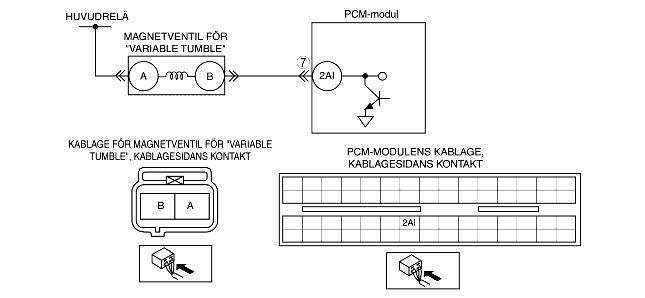 HUVUDRELÄ
PCM-modul
MAGNETVENTIL FÖR
"VARIABLE TUMBLE"
A
B
7
2AI
KABLAGE FÖR MAGNETVENTIL FÖR "VARIABLE
TUMBLE", KABLAGESIDANS KONTAKT
PCM-MODULENS KABLAGE,
KABLAGESIDANS KONTAKT
B
A
2AI